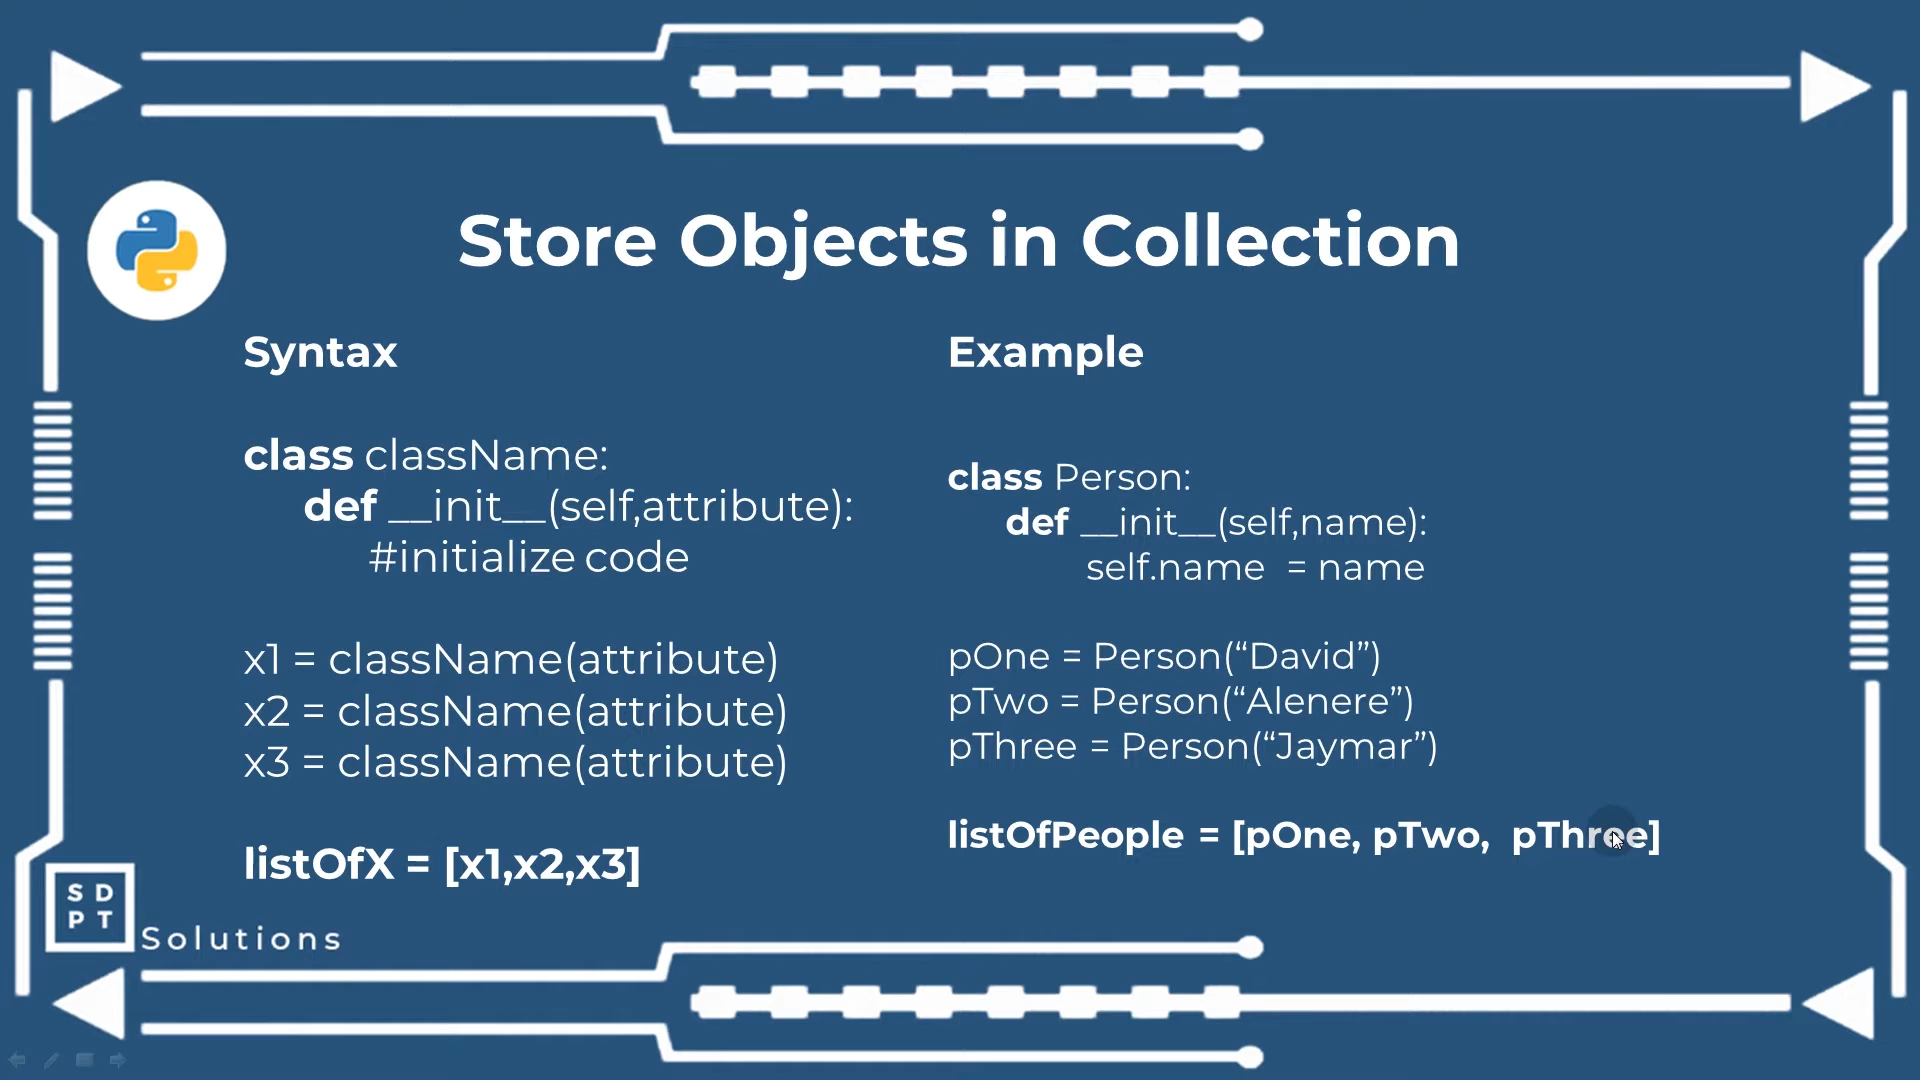 Store Objects in Collection
Syntax
class className:
def __init__(self,attribute):
#initialize code
x1 = className(attribute)
x2 = className(attribute)
x3 = className(attribute)
listOfX = [x1,x2,x3]
Example
class Person:
def __init__(self,name):
self.name = name
pOne = Person(“David”)
pTwo = Person(“Alenere”)
pThree = Person(“Jaymar”)
listOfPeople = [pOne, pTwo, pThree]
S D
P T
Solutions